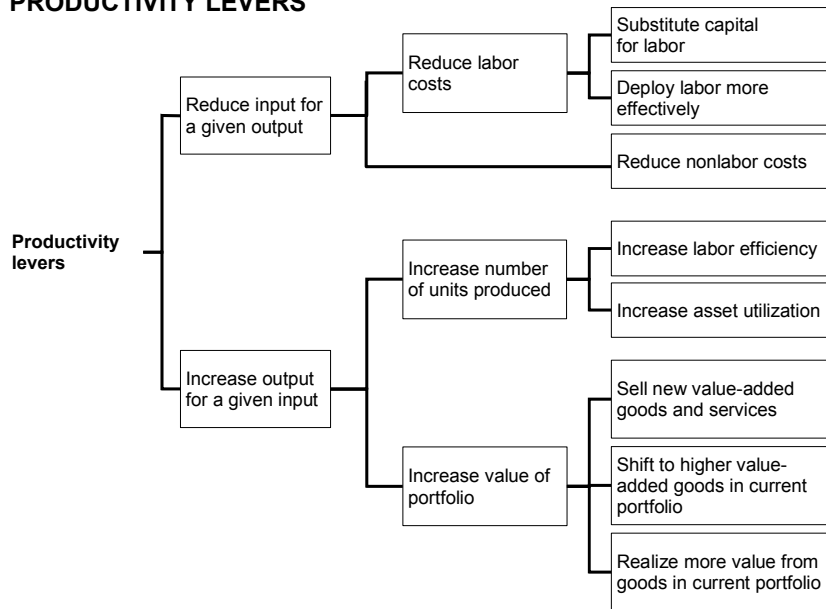 PRODUCTIVITY LEVERS
Substitute capital
for labor
Reduce labor
costs
Deploy labor more
effectively
Reduce input for
a given output
Reduce nonlabor costs
Productivity
levers
Increase labor efficiency
Increase number
of units produced
Increase asset utilization
Increase output
for a given input
Sell new value-added
goods and services
Increase value of
portfolio
Shift to higher value-
added goods in current
portfolio
Realize more value from
goods in current portfolio